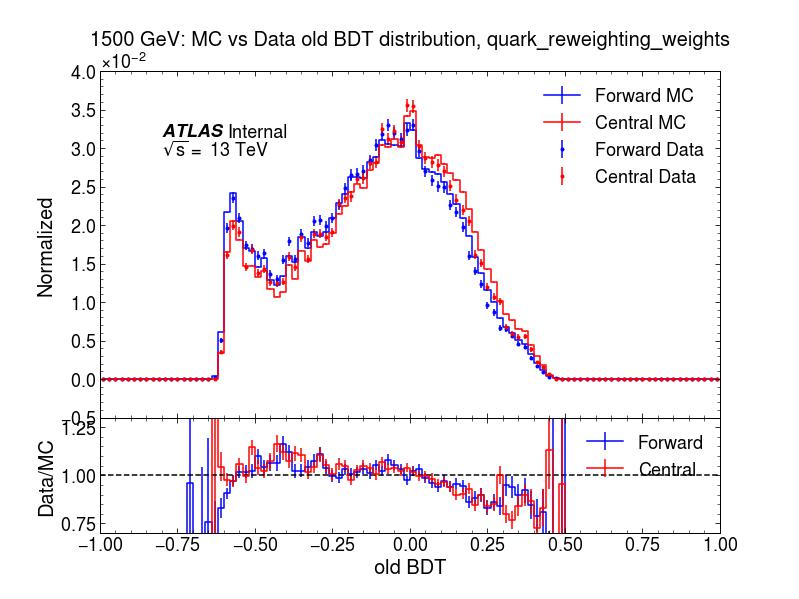 1500 GeV: MC vs Data old BDT distribution, quark_reweighting_weights
×10⁻²
4.0
3.5
3.0
2.5
2.0
1.5
1.0
0.5
0.0
−0.5
Normalized
ATLAS Internal
√s = 13 TeV
Forward MC
Central MC
Forward Data
Central Data
1.25
1.00
0.75
Data/MC
Forward
Central
−1.00 −0.75 −0.50 −0.25 0.00 0.25 0.50 0.75 1.00
old BDT